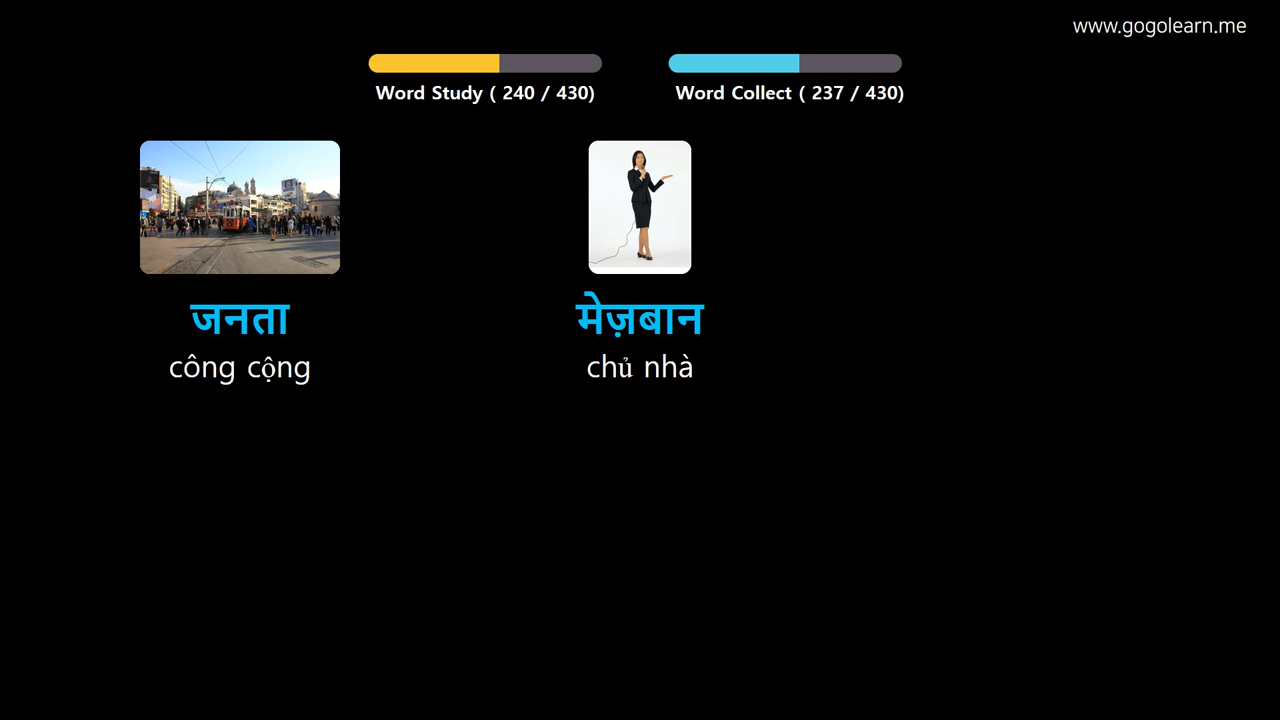 www.gogolearn.me
Word Study ( 240 / 430)
Word Collect ( 237 / 430)
जनता
công cộng
मेज़बान
chủ nhà